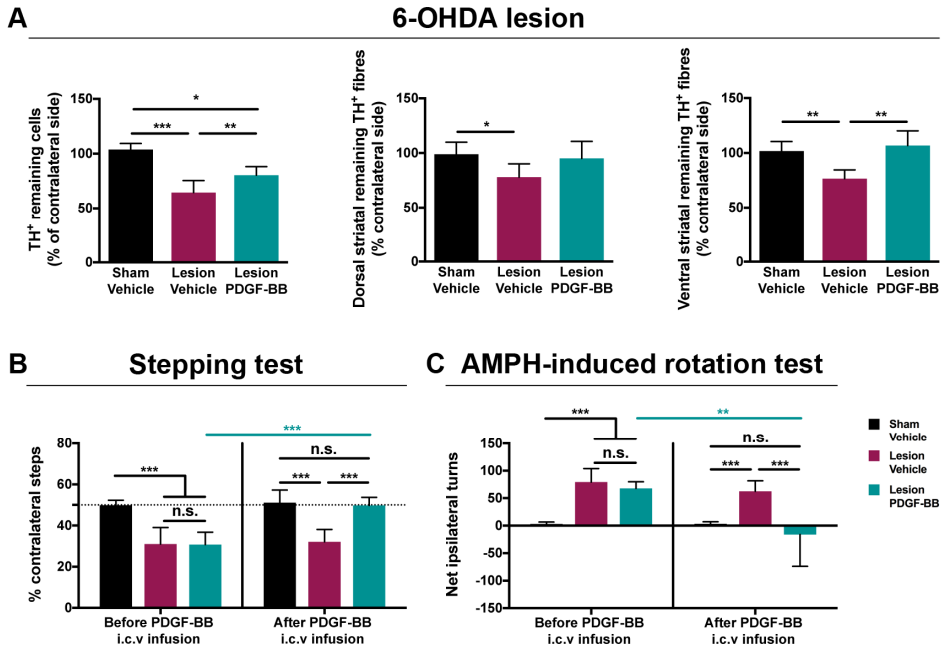 A
6-OHDA lesion
TH⁺ remaining cells
(% of contralateral side)
150
100
50
0
*
***
**
Sham
Vehicle
Lesion
Vehicle
Lesion
PDGF-BB
Dorsal striatal remaining TH⁺ fibres
(% contralateral side)
150
100
50
0
*
Sham
Vehicle
Lesion
Vehicle
Lesion
PDGF-BB
Ventral striatal remaining TH⁺ fibres
(% contralateral side)
150
100
50
0
**
**
Sham
Vehicle
Lesion
Vehicle
Lesion
PDGF-BB
B
Stepping test
% contralateral steps
80
60
40
20
0
***
***
n.s.
n.s.
***
***
Before PDGF-BB
i.c.v infusion
After PDGF-BB
i.c.v infusion
C
AMPH-induced rotation test
Net ipsilateral turns
150
100
50
0
-50
-100
-150
***
**
n.s.
n.s.
***
***
Before PDGF-BB
i.c.v infusion
After PDGF-BB
i.c.v infusion
Sham
Vehicle
Lesion
Vehicle
Lesion
PDGF-BB